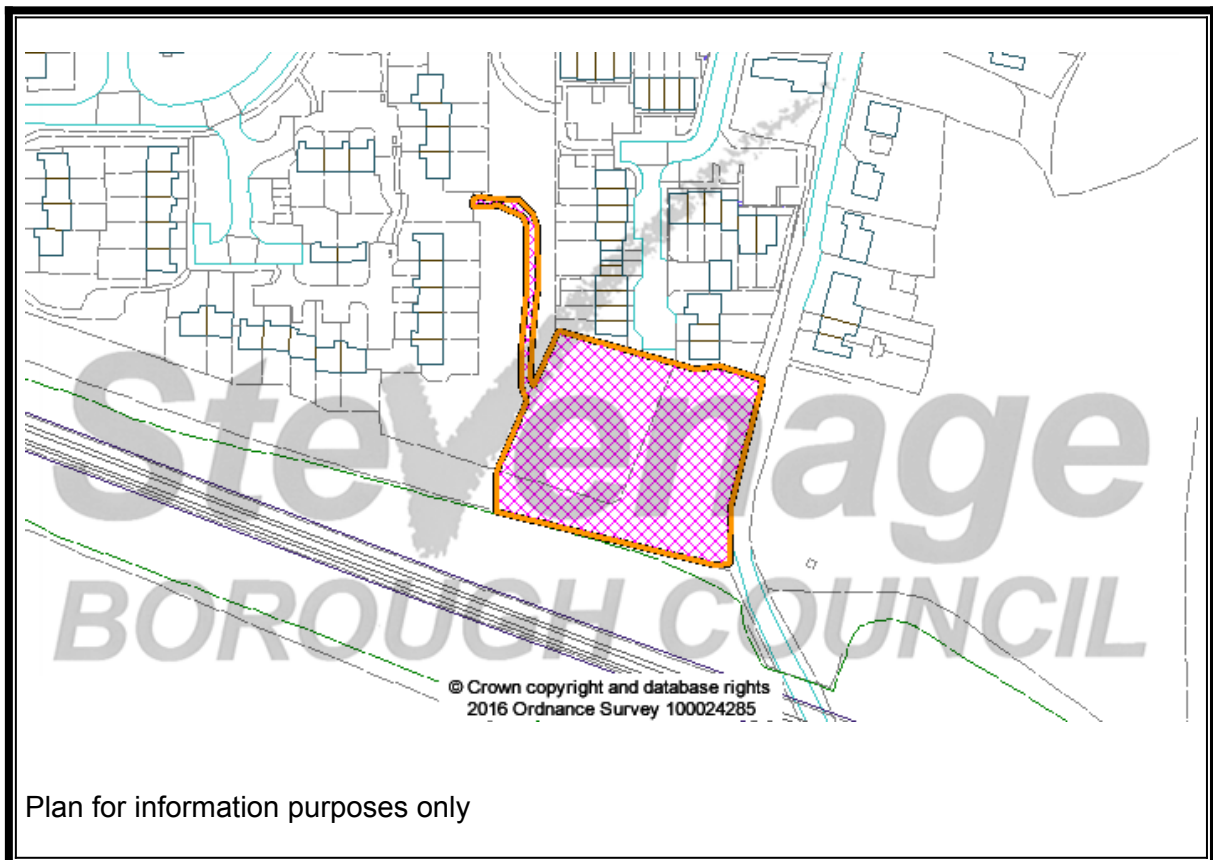 Stevenage
BOROUGH COUNCIL
© Crown copyright and database rights
2016 Ordnance Survey 100024285
Plan for information purposes only